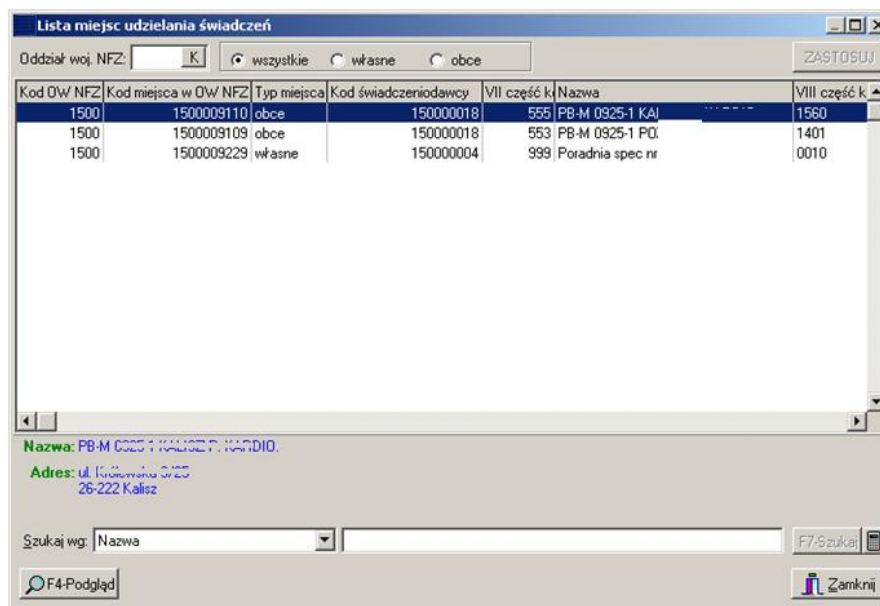 Lista miejsc udzielania świadczeń
Oddział woj. NFZ: K wszystkie własne obce ZASTOSUJ
Kod OW NFZ Kod miejsca w OW NFZ Typ miejsca Kod świadczeniodawcy VII część k Nazwa VIII część k
1500 1500009110 obce 150000018 555 PB-M 0925-1 KAL 1560
1500 1500009109 obce 150000018 553 PB-M 0925-1 PO 1401
1500 1500009229 własne 150000004 999 Poradnia spec nr 0010
Nazwa: PB-M
Adres: ul.
26-222 Kalisz
Szukaj wg: Nazwa F7-Szukaj
F4-Podgląd Zamknij